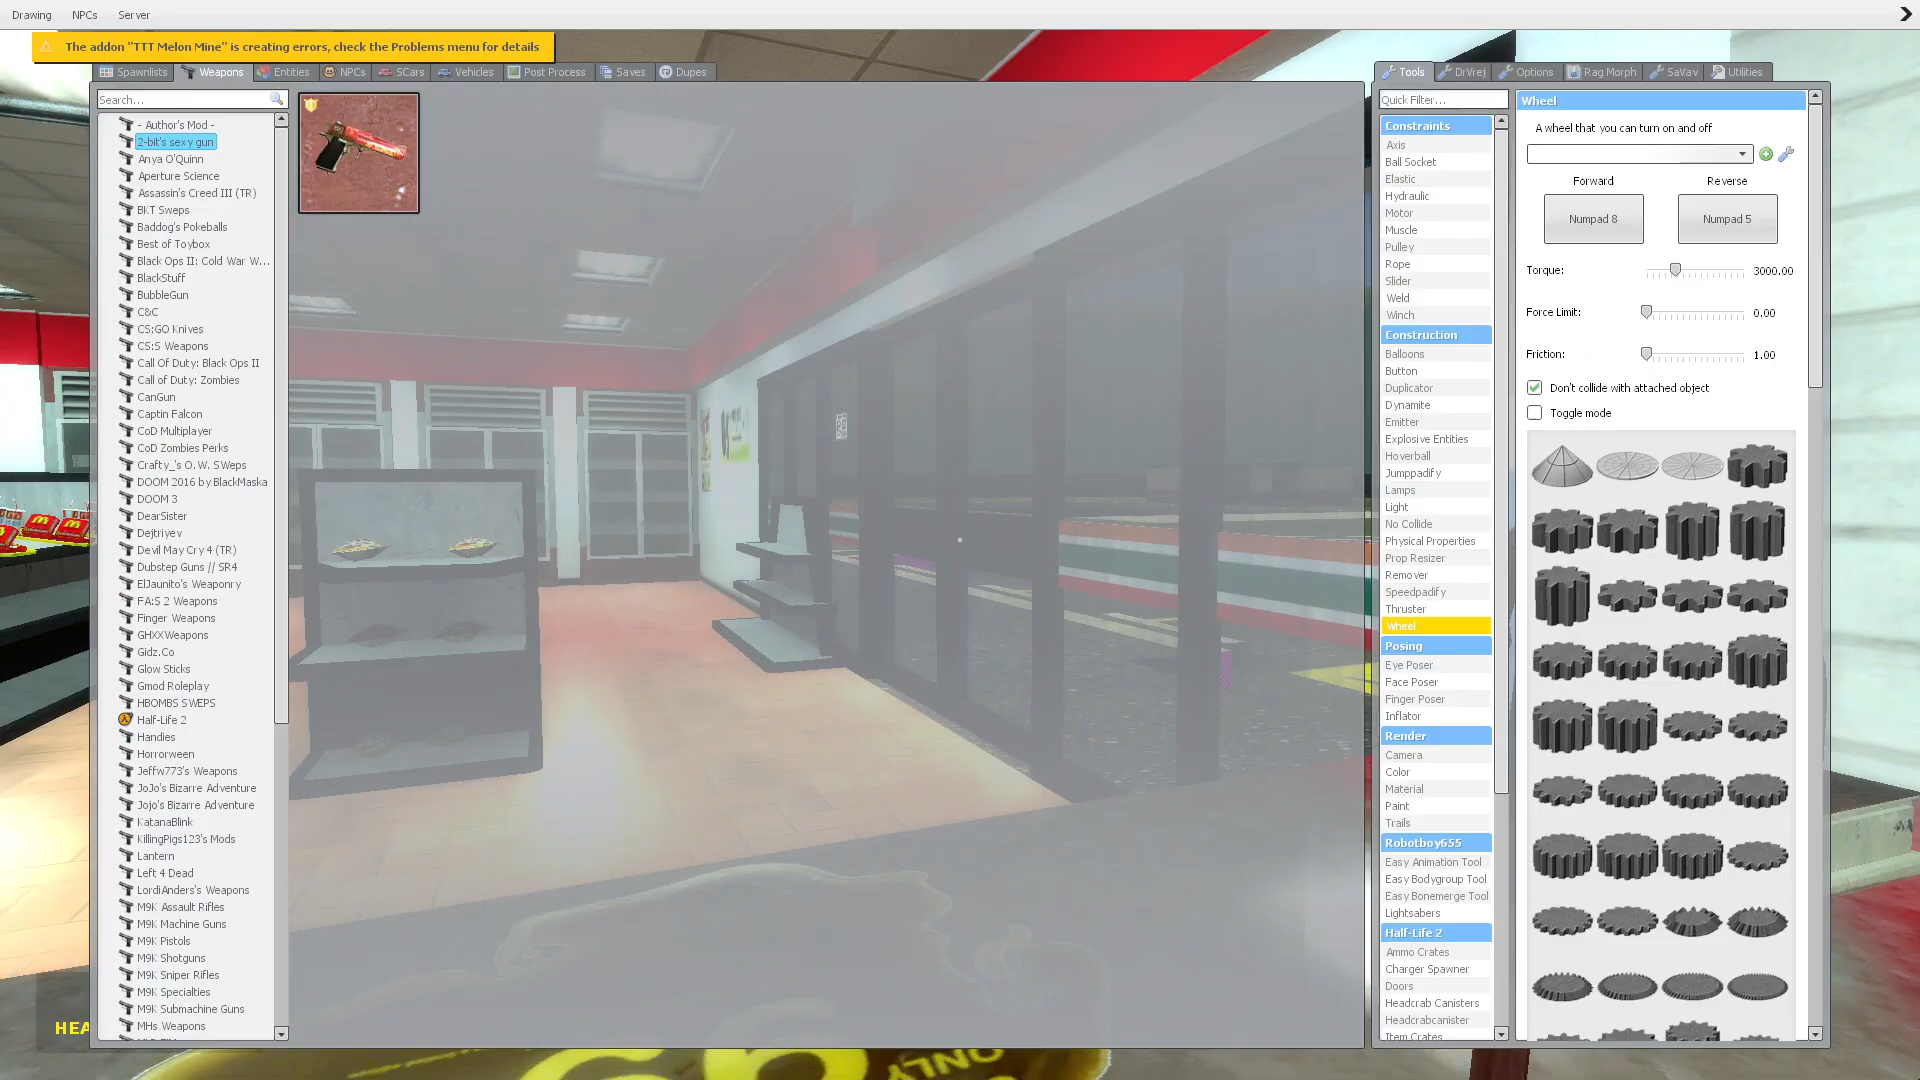 Drawing NPCs Server
The addon "TTT Melon Mine" is creating errors, check the Problems menu for details
Spawnlists Weapons Entities NPCs SCars Vehicles Post Process Saves Dupes
Search...
- Author's Mod -
2-bit's sexy gun
Anya O'Quinn
Aperture Science
Assassin's Creed III (TR)
BKT Sweps
Baddog's Pokeballs
Best of Toybox
Black Ops II: Cold War W...
BlackStuff
BubbleGun
C&C
CS:GO Knives
CS:S Weapons
Call Of Duty: Black Ops II
Call of Duty: Zombies
CanGun
Captin Falcon
CoD Multiplayer
CoD Zombies Perks
Crafty_'s O. W. SWeps
DOOM 2016 by BlackMaska
DOOM 3
DearSister
Dejtriyev
Devil May Cry 4 (TR)
Dubstep Guns // SR4
ElJaunito's Weaponry
FA:S 2 Weapons
Finger Weapons
GHXXWeapons
Gidz.Co
Glow Sticks
Gmod Roleplay
HBOMBS SWEPS
Half-Life 2
Handies
Horrorween
Jeffw773's Weapons
JoJo's Bizarre Adventure
Jojo's Bizarre Adventure
KatanaBlink
KillingPigs123's Mods
Lantern
Left 4 Dead
LordiAnders's Weapons
M9K Assault Rifles
M9K Machine Guns
M9K Pistols
M9K Shotguns
M9K Sniper Rifles
M9K Specialties
M9K Submachine Guns
MHs Weapons
HEA
Tools DrVrej Options Rag Morph SaVav Utilities
Quick Filter...
Constraints
Axis
Ball Socket
Elastic
Hydraulic
Motor
Muscle
Pulley
Rope
Slider
Weld
Winch
Construction
Balloons
Button
Duplicator
Dynamite
Emitter
Explosive Entities
Hoverball
Jumppadify
Lamps
Light
No Collide
Physical Properties
Prop Resizer
Remover
Speedpadify
Thruster
Wheel
Posing
Eye Poser
Face Poser
Finger Poser
Inflator
Render
Camera
Color
Material
Paint
Trails
Robotboy655
Easy Animation Tool
Easy Bodygroup Tool
Easy Bonemerge Tool
Lightsabers
Half-Life 2
Ammo Crates
Charger Spawner
Doors
Headcrab Canisters
Headcrabcanister
Item Crates
Wheel
A wheel that you can turn on and off
Forward Reverse
Numpad 8 Numpad 5
Torque: 3000.00
Force Limit: 0.00
Friction: 1.00
Don't collide with attached object
Toggle mode